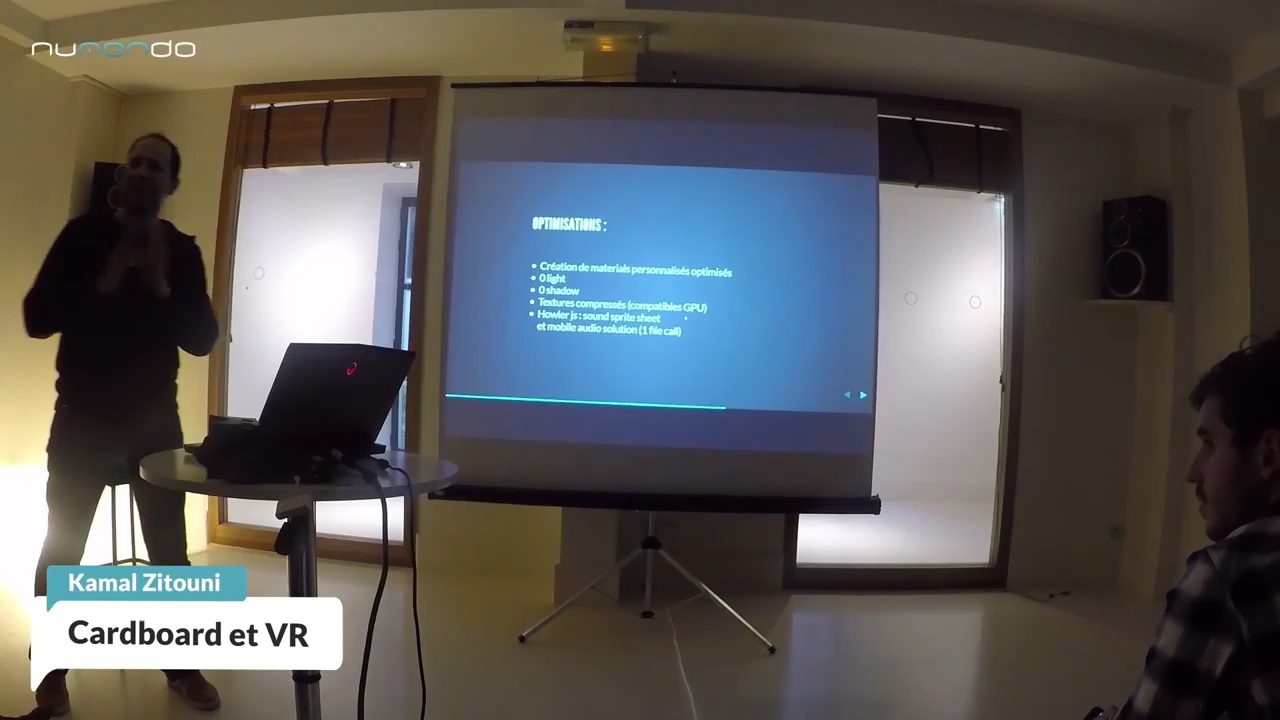 numendo
OPTIMISATIONS :
• Création de materials personnalisés optimisés
• 0 light
• 0 shadow
• Textures compressés (compatibles GPU)
• Howler js : sound sprite sheet
et mobile audio solution (1 file call)
Kamal Zitouni
Cardboard et VR